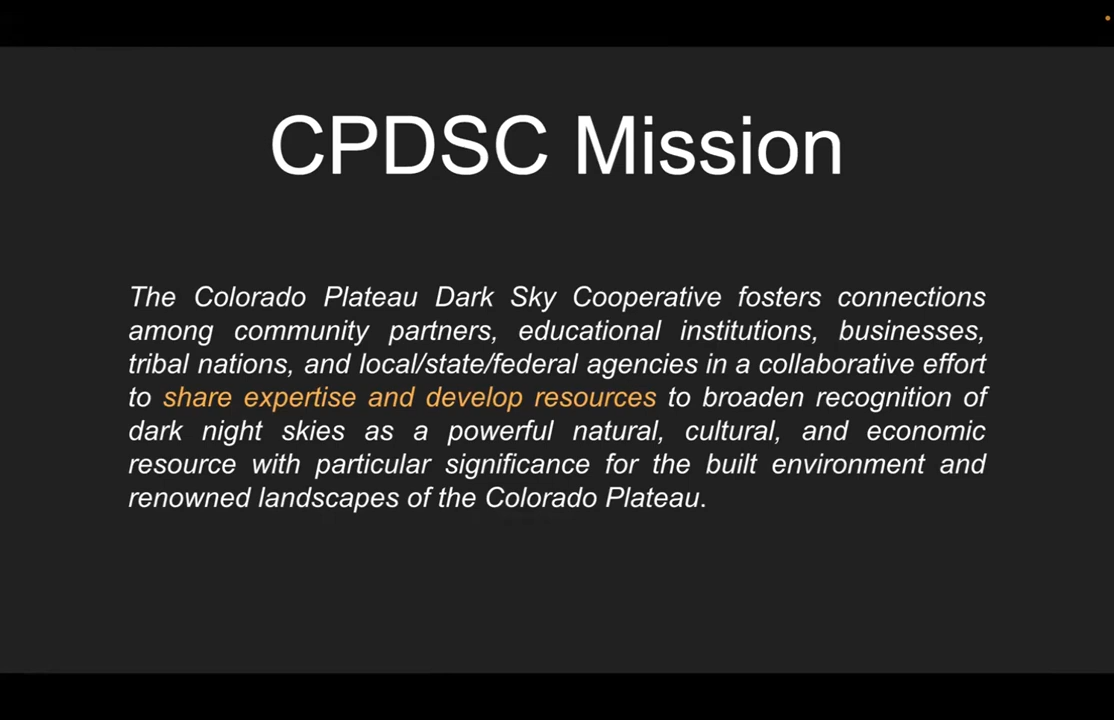 CPDSC Mission
The Colorado Plateau Dark Sky Cooperative fosters connections
among community partners, educational institutions, businesses,
tribal nations, and local/state/federal agencies in a collaborative effort
to share expertise and develop resources to broaden recognition of
dark night skies as a powerful natural, cultural, and economic
resource with particular significance for the built environment and
renowned landscapes of the Colorado Plateau.